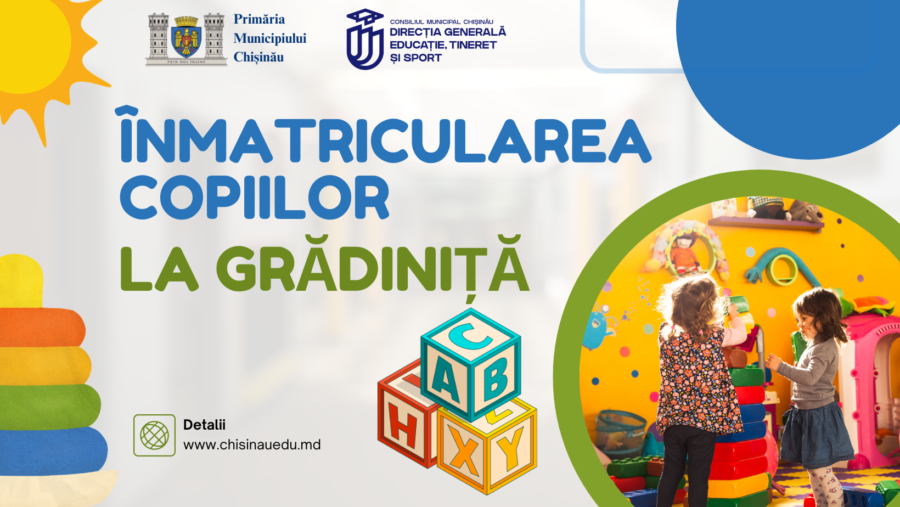 Primăria
Municipiului
Chișinău
CONSILIUL MUNICIPAL CHIȘINĂU
DIRECȚIA GENERALĂ
EDUCAȚIE, TINERET
ȘI SPORT
ÎNMATRICULAREA
COPIILOR
LA GRĂDINIȚĂ
C
A B
H
X Y
Detalii
www.chisinauedu.md